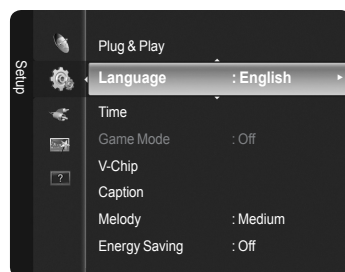 Setup
Plug & Play
Language : English
Time
Game Mode : Off
V-Chip
Caption
Melody : Medium
Energy Saving : Off
?